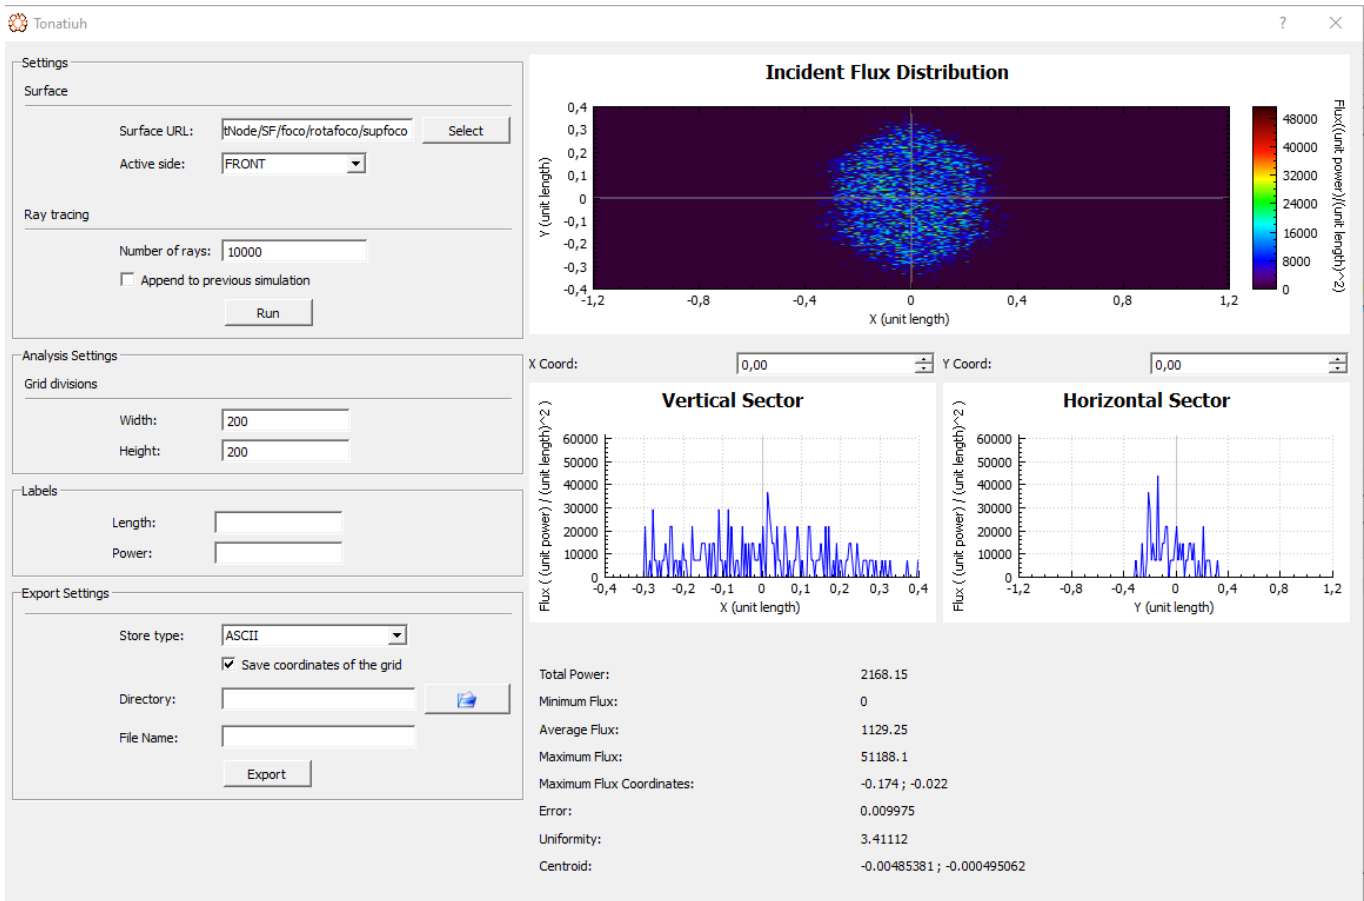 Tonatiuh
?
Settings
Surface
Surface URL: tNode/SF/foco/rotafoco/supfoco Select
Active side: FRONT
Ray tracing
Number of rays: 10000
Append to previous simulation
Run
Analysis Settings
Grid divisions
Width: 200
Height: 200
Labels
Length:
Power:
Export Settings
Store type: ASCII
Save coordinates of the grid
Directory:
File Name:
Export
Incident Flux Distribution
Y (unit length)
0,4
0,3
0,2
0,1
0
-0,1
-0,2
-0,3
-0,4
-1,2 -0,8 -0,4 0 0,4 0,8 1,2
X (unit length)
48000
40000
32000
24000
16000
8000
0
Flux((unit power)/(unit length)^2)
X Coord: 0,00
Y Coord: 0,00
Vertical Sector
Flux ( (unit power) / (unit length)^2 )
60000
50000
40000
30000
20000
10000
0
-0,4 -0,3 -0,2 -0,1 0 0,1 0,2 0,3 0,4
X (unit length)
Horizontal Sector
Flux ( (unit power) / (unit length)^2 )
60000
50000
40000
30000
20000
10000
0
-1,2 -0,8 -0,4 0 0,4 0,8 1,2
Y (unit length)
Total Power: 2168.15
Minimum Flux: 0
Average Flux: 1129.25
Maximum Flux: 51188.1
Maximum Flux Coordinates: -0.174 ; -0.022
Error: 0.009975
Uniformity: 3.41112
Centroid: -0.00485381 ; -0.000495062